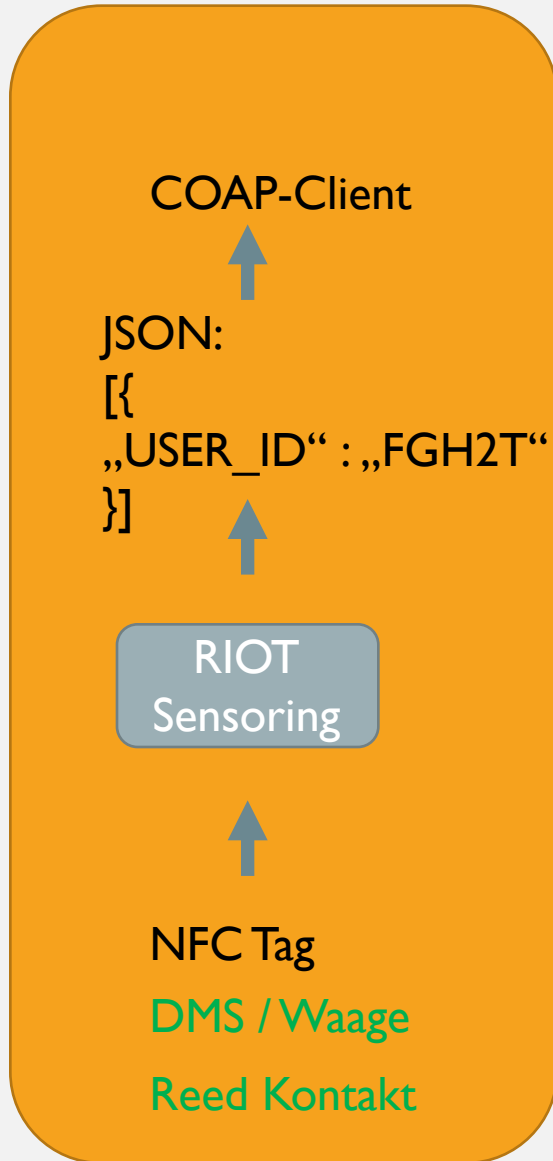 COAP-Client
JSON:
[{
„USER_ID“ : „FGH2T“
}]
RIOT
Sensoring
NFC Tag
DMS / Waage
Reed Kontakt